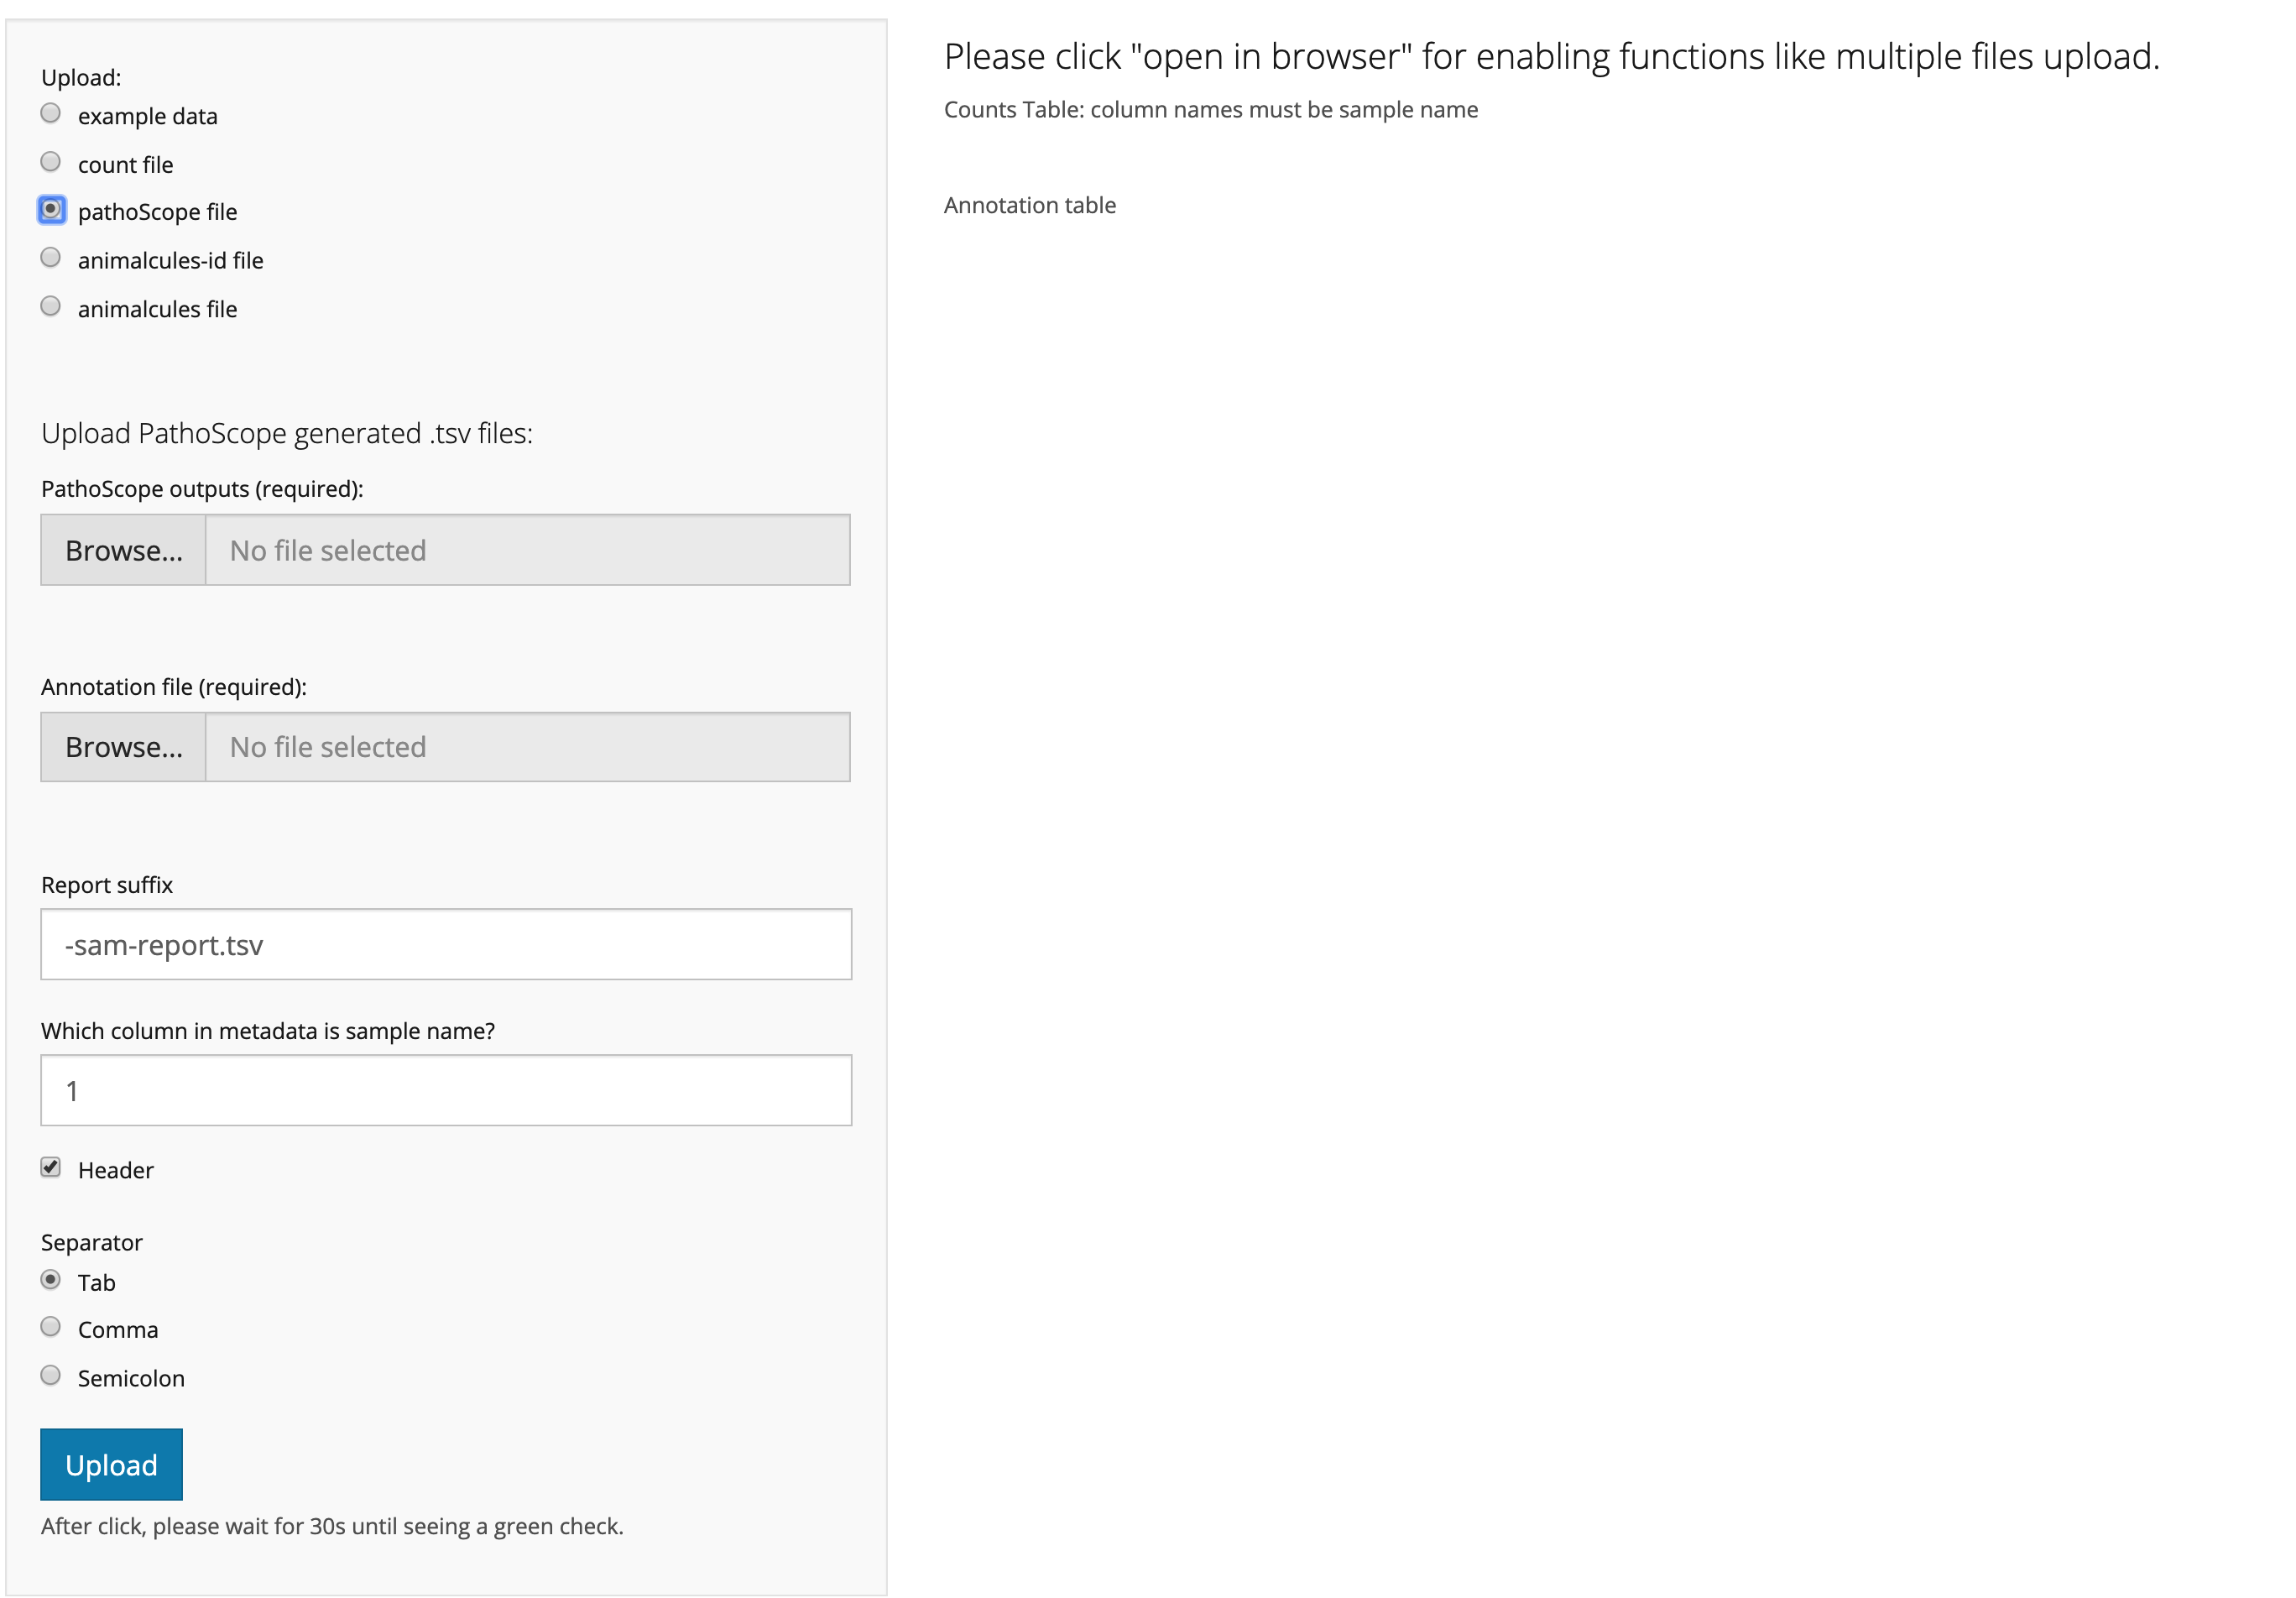 Upload:
example data
count file
pathoScope file
animalcules-id file
animalcules file
Upload PathoScope generated .tsv files:
PathoScope outputs (required):
Browse... No file selected
Annotation file (required):
Browse... No file selected
Report suffix
-sam-report.tsv
Which column in metadata is sample name?
1
Header
Separator
Tab
Comma
Semicolon
Upload
After click, please wait for 30s until seeing a green check.
Please click "open in browser" for enabling functions like multiple files upload.
Counts Table: column names must be sample name
Annotation table